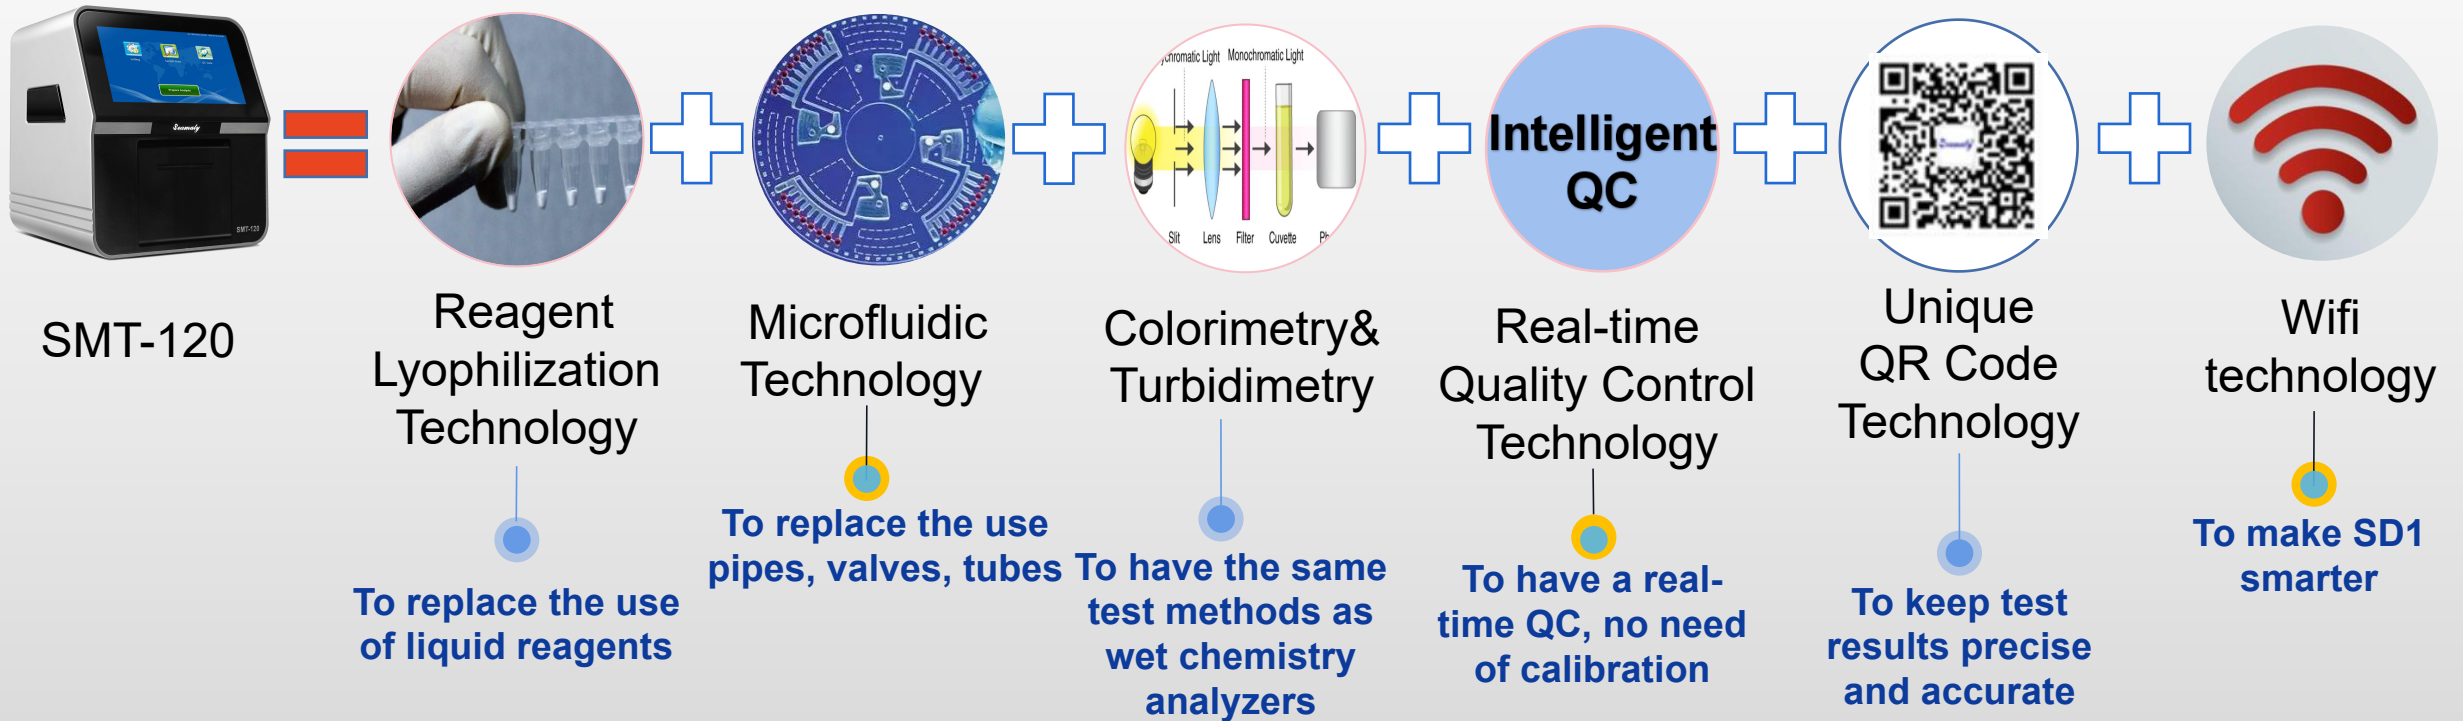 Seamaty
SMT-120
Monochromatic Light
Slit
Lens
Filter
Cuvette
Intelligent
QC
SMT-120
Reagent
Lyophilization
Technology
To replace the use
of liquid reagents
Microfluidic
Technology
To replace the use
pipes, valves, tubes
Colorimetry&
Turbidimetry
To have the same
test methods as
wet chemistry
analyzers
Real-time
Quality Control
Technology
To have a real-
time QC, no need
of calibration
Unique
QR Code
Technology
To keep test
results precise
and accurate
Wifi
technology
To make SD1
smarter